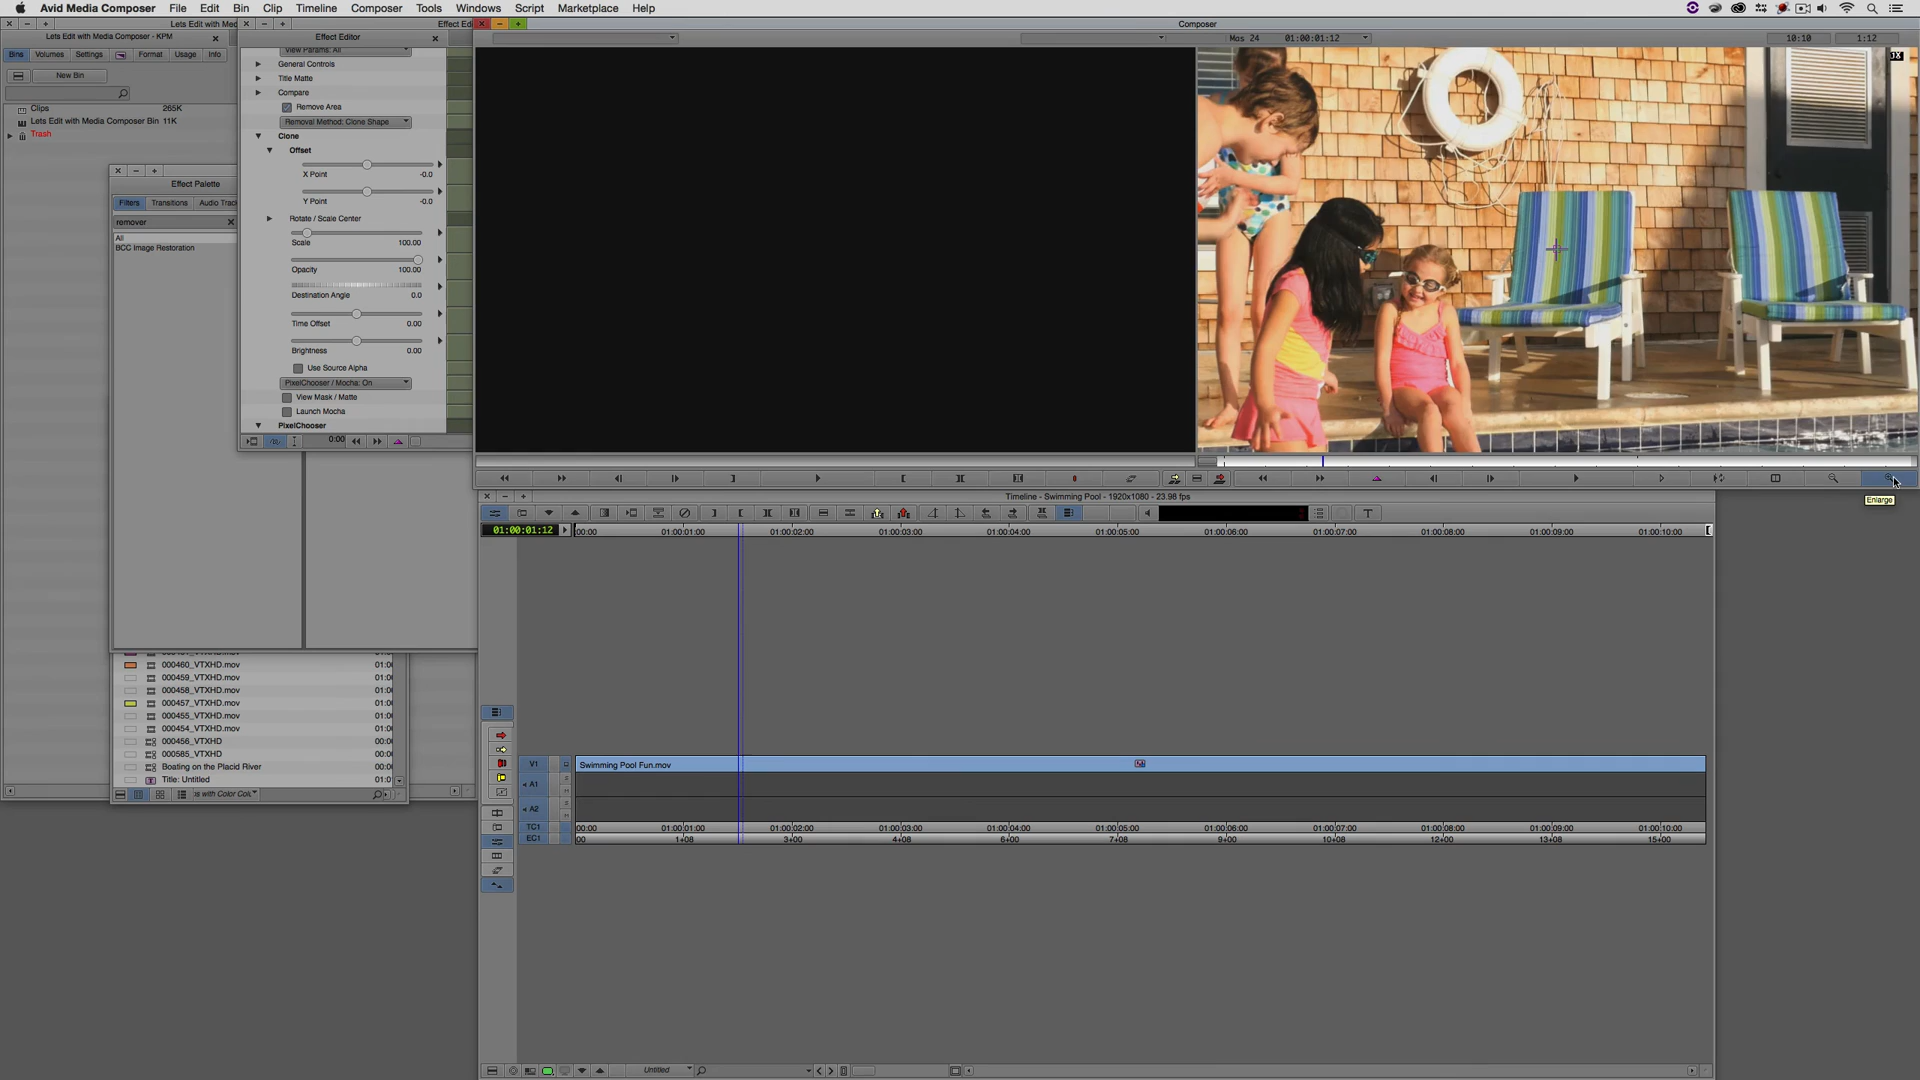 Avid Media Composer File Edit Bin Clip Timeline Composer Tools Windows Script Marketplace Help
Lets Edit with Med
Effect Edi
Composer
Lets Edit with Media Composer - KPM
Effect Editor
Mas 24 01:00:01:12
10:10
1:12
Bins Volumes Settings Format Usage Info
New Bin
Clips 265K
Lets Edit with Media Composer Bin 11K
Trash
View Params: All
General Controls
Title Matte
Compare
Remove Area
Removal Method: Clone Shape
Clone
Offset
X Point -0.0
Y Point -0.0
Rotate / Scale Center
Scale 100.00
Opacity 100.00
Destination Angle 0.0
Time Offset 0.00
Brightness 0.00
Use Source Alpha
PixelChooser / Mocha: On
View Mask / Matte
Launch Mocha
PixelChooser
0:00
Effect Palette
Filters Transitions Audio Track
remover
All
BCC Image Restoration
Enlarge
000460_VTXHD.mov 01:0
000459_VTXHD.mov 01:0
000458_VTXHD.mov 01:0
000457_VTXHD.mov 01:0
000455_VTXHD.mov 01:0
000454_VTXHD.mov 01:0
000456_VTXHD 00:0
000585_VTXHD 00:0
Boating on the Placid River 00:0
Title: Untitled 01:0
:s with Color Col.
Timeline - Swimming Pool - 1920x1080 - 23.98 fps
T
01:00:01:12
00:00 01:00:01:00 01:00:02:00 01:00:03:00 01:00:04:00 01:00:05:00 01:00:06:00 01:00:07:00 01:00:08:00 01:00:09:00 01:00:10:00
V1 Swimming Pool Fun.mov
A1
A2
TC1 00:00 01:00:01:00 01:00:02:00 01:00:03:00 01:00:04:00 01:00:05:00 01:00:06:00 01:00:07:00 01:00:08:00 01:00:09:00 01:00:10:00
EC1 00 1+08 3+00 4+08 6+00 7+08 9+00 10+08 12+00 13+08 15+00
Untitled